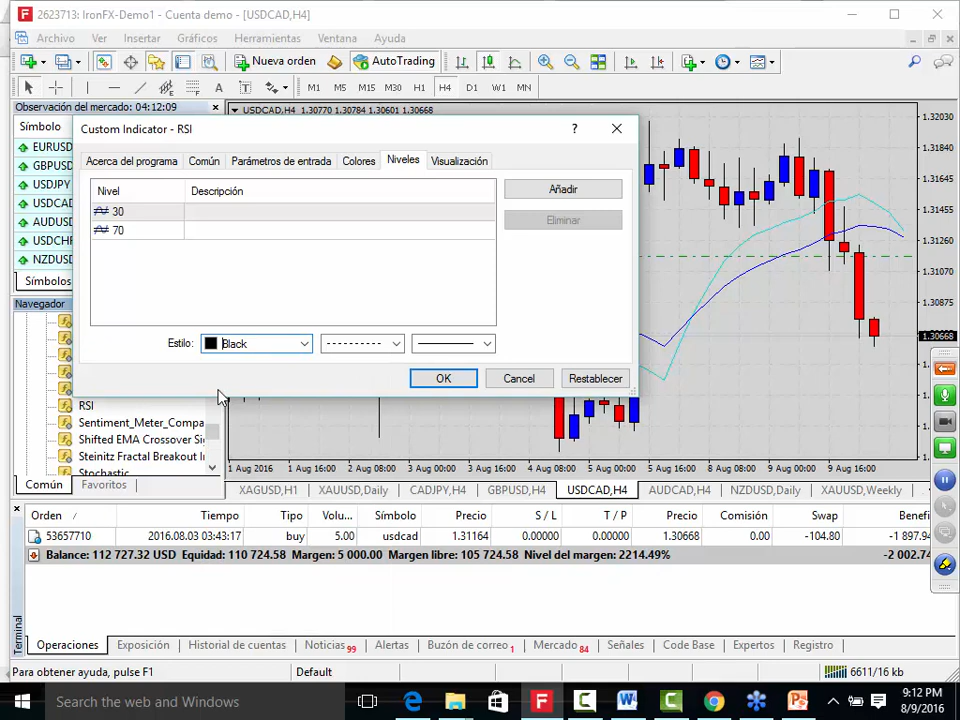 2623713: IronFX-Demo1 - Cuenta demo - [USDCAD,H4]
Archivo Ver Insertar Gráficos Herramientas Ventana Ayuda
Nueva orden AutoTrading
A T M1 M5 M15 M30 H1 H4 D1 W1 MN
Observación del mercado: 04:12:09
USDCAD,H4 1.30770 1.30784 1.30601 1.30668
Símbolo
EURUSD
GBPUSD
USDJPY
USDCAD
AUDUSD
USDCHF
NZDUSD
Símbolos
Navegador
Custom Indicator - RSI
Acerca del programa Común Parámetros de entrada Colores Niveles Visualización
Nivel Descripción
30
70
Añadir
Eliminar
Estilo: Black
OK Cancel Restablecer
1.32030
1.31840
1.31645
1.31455
1.31260
1.31070
1.30875
1.30668
RSI
Sentiment_Meter_Compa
Shifted EMA Crossover Si
Steinitz Fractal Breakout I
Stochastic
Común Favoritos
1 Aug 2016 1 Aug 16:00 2 Aug 08:00 3 Aug 00:00 3 Aug 16:00 4 Aug 08:00 5 Aug 00:00 5 Aug 16:00 8 Aug 08:00 9 Aug 00:00 9 Aug 16:00
XAGUSD,H1 XAUUSD,Daily CADJPY,H4 GBPUSD,H4 USDCAD,H4 AUDCAD,H4 NZDUSD,Daily XAUUSD,Weekly
Orden Tiempo Tipo Volu... Símbolo Precio S / L T / P Precio Comisión Swap Benefi
53657710 2016.08.03 03:43:17 buy 5.00 usdcad 1.31164 0.00000 0.00000 1.30668 0.00 -104.80 -1 897.9
Balance: 112 727.32 USD Equidad: 110 724.58 Margen: 5 000.00 Margen libre: 105 724.58 Nivel del margen: 2214.49% -2 002.7
Terminal
Operaciones Exposición Historial de cuentas Noticias 99 Alertas Buzón de correo 1 Mercado 84 Señales Code Base Expertos Registro
Para obtener ayuda, pulse F1 Default 6611/16 kb
Search the web and Windows
9:12 PM
8/9/2016